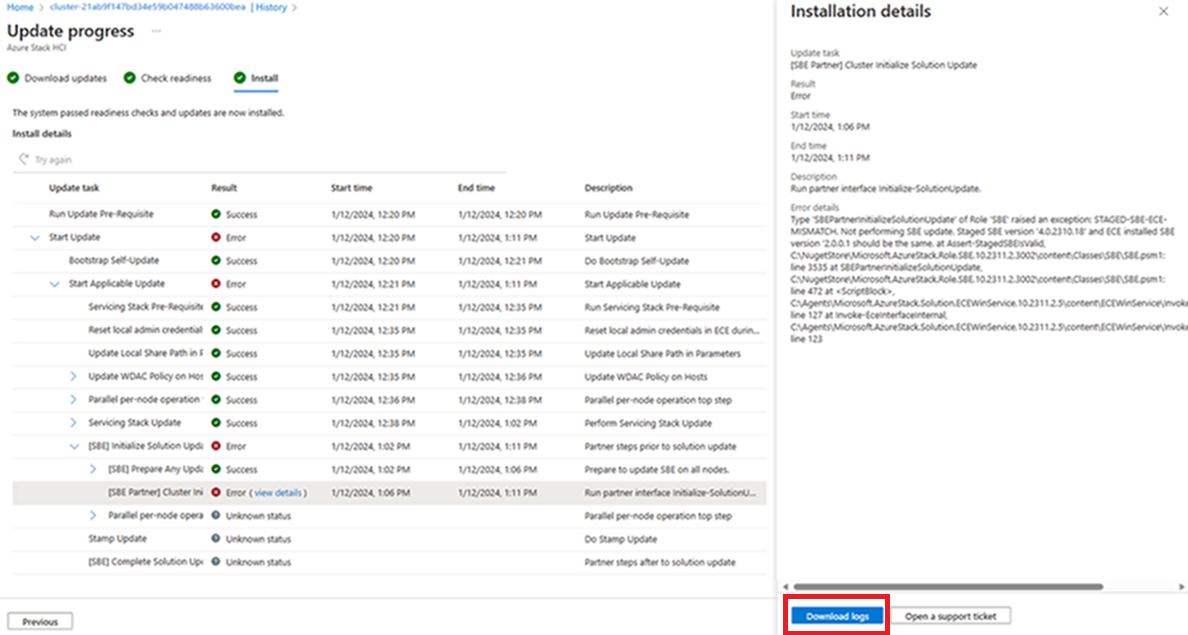 Home > cluster-21ab9f147bd34e59b047488b63600bea | History >
Update progress ...
Azure Stack HCI
Download updates Check readiness Install
The system passed readiness checks and updates are now installed.
Install details
Try again
Update task Result Start time End time Description
Run Update Pre-Requisite Success 1/12/2024, 12:20 PM 1/12/2024, 12:20 PM Run Update Pre-Requisite
Start Update Error 1/12/2024, 12:20 PM 1/12/2024, 1:11 PM Start Update
Bootstrap Self-Update Success 1/12/2024, 12:20 PM 1/12/2024, 12:21 PM Do Bootstrap Self-Update
Start Applicable Update Error 1/12/2024, 12:21 PM 1/12/2024, 1:11 PM Start Applicable Update
Servicing Stack Pre-Requisite Success 1/12/2024, 12:21 PM 1/12/2024, 12:35 PM Run Servicing Stack Pre-Requisite
Reset local admin credential Success 1/12/2024, 12:35 PM 1/12/2024, 12:35 PM Reset local admin credentials in ECE durin...
Update Local Share Path in P Success 1/12/2024, 12:35 PM 1/12/2024, 12:35 PM Update Local Share Path in Parameters
Update WDAC Policy on Hos Success 1/12/2024, 12:35 PM 1/12/2024, 12:36 PM Update WDAC Policy on Hosts
Parallel per-node operation Success 1/12/2024, 12:36 PM 1/12/2024, 12:38 PM Parallel per-node operation top step
Servicing Stack Update Success 1/12/2024, 12:38 PM 1/12/2024, 1:02 PM Perform Servicing Stack Update
[SBE] Initialize Solution Upda Error 1/12/2024, 1:02 PM 1/12/2024, 1:11 PM Partner steps prior to solution update
[SBE] Prepare Any Upda Success 1/12/2024, 1:02 PM 1/12/2024, 1:06 PM Prepare to update SBE on all nodes.
[SBE Partner] Cluster Ini Error ( view details ) 1/12/2024, 1:06 PM 1/12/2024, 1:11 PM Run partner interface Initialize-SolutionU...
Parallel per-node opera Unknown status Parallel per-node operation top step
Stamp Update Unknown status Do Stamp Update
[SBE] Complete Solution Upd Unknown status Partner steps after to solution update
Previous
Installation details
Update task
[SBE Partner] Cluster Initialize Solution Update
Result
Error
Start time
1/12/2024, 1:06 PM
End time
1/12/2024, 1:11 PM
Description
Run partner interface Initialize-SolutionUpdate.
Error details
Type 'SBEPartnerInitializeSolutionUpdate' of Role 'SBE' raised an exception: STAGED-SBE-ECE-
MISMATCH. Not performing SBE update. Staged SBE version '4.0.2310.18' and ECE installed SBE
version '2.0.0.1 should be the same. at Assert-StagedSBEIsValid,
C:\NugetStore\Microsoft.AzureStack.Role.SBE.10.2311.2.3002\content\Classes\SBE\SBE.psm1:
line 3535 at SBEPartnerInitializeSolutionUpdate,
C:\NugetStore\Microsoft.AzureStack.Role.SBE.10.2311.2.3002\content\Classes\SBE\SBE.psm1:
line 472 at <ScriptBlock>,
C:\Agents\Microsoft.AzureStack.Solution.ECEWinService.10.2311.2.5\content\ECEWinService\Invoke
line 127 at Invoke-EceInterfaceInternal,
C:\Agents\Microsoft.AzureStack.Solution.ECEWinService.10.2311.2.5\content\ECEWinService\Invoke
line 123
Download logs Open a support ticket